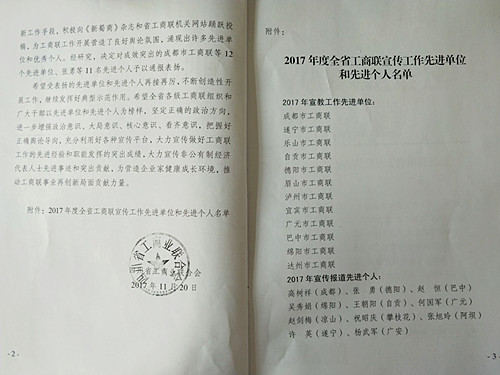 新工作手段，积极向《新蜀商》杂志和省工商联机关网站踊跃投
稿，为工商联工作开展营造了良好舆论氛围，涌现出许多先进单
位和优秀个人。经研究，决定对成效突出的成都市工商联等12
个先进单位、张勇等11名先进个人予以通报表扬。
希望受表扬的先进单位和先进个人再接再厉，不断创造性开
展工作，继续发挥好典型示范作用。希望全省各级工商联组织和
广大干部以先进单位和先进个人为榜样，坚定正确的政治方向，
进一步增强政治意识、大局意识、核心意识、看齐意识，把握好
正确舆论导向，充分利用好各种宣传平台，大力宣传做好工商联
工作的先进经验和职能发挥的突出成绩，大力宣传非公有制经济
代表人士先进事迹和突出贡献，为营造企业家健康成长环境，推
动工商联事业再创新局面贡献力量。
附件：2017年度全省工商联宣传工作先进单位和先进个人名单
四川省工商业联合会
四川省工商业联合会
2017年11月20日
- 2 -
附件：
2017年度全省工商联宣传工作先进单位
和先进个人名单
2017年宣教工作先进单位：
成都市工商联
遂宁市工商联
乐山市工商联
自贡市工商联
德阳市工商联
眉山市工商联
泸州市工商联
宜宾市工商联
广元市工商联
巴中市工商联
绵阳市工商联
达州市工商联
2017年宣传报道先进个人：
高树祥（成都）、张 勇（德阳）、赵 恒（巴中）
吴秀娟（绵阳）、王朝阳（自贡）、何国军（广元）
赵剑梅（凉山）、祝昭庆（攀枝花）、张旭玲（阿坝）
许 英（遂宁）、杨武军（广安）
- 3 -